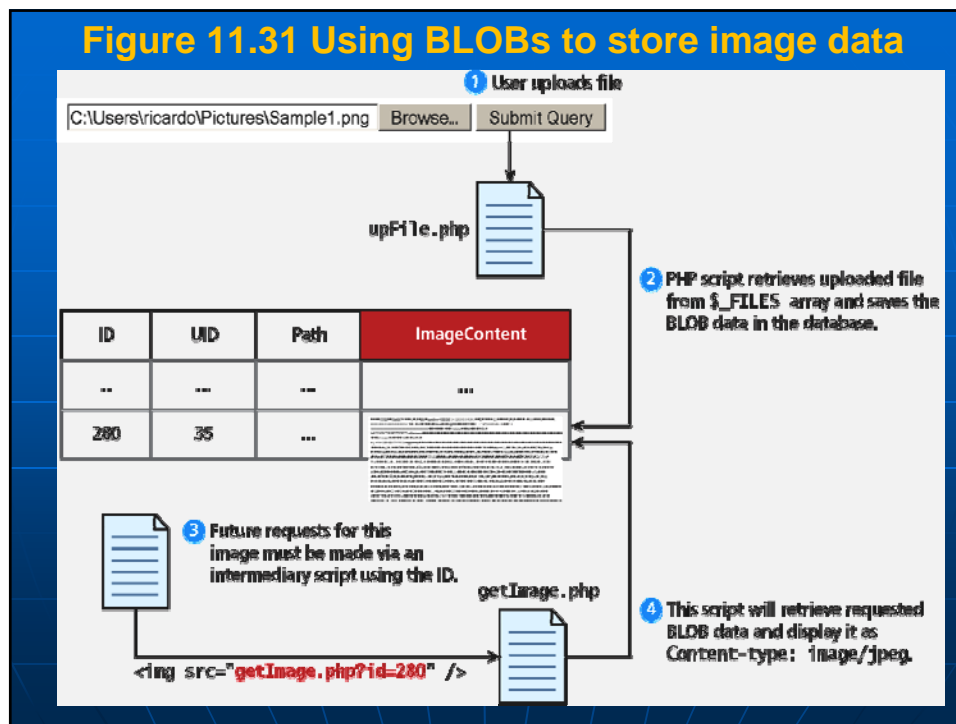 Figure 11.31 Using BLOBs to store image data
1 User uploads file
C:\Users\ricardo\Pictures\Sample1.png Browse... Submit Query
upFile.php
2 PHP script retrieves uploaded file
from $_FILES array and saves the
BLOB data in the database.
ID UID Path ImageContent
... ... ... ...
280 35 ...
3 Future requests for this
image must be made via an
intermediary script using the ID.
getImage.php
4 This script will retrieve requested
BLOB data and display it as
Content-type: image/jpeg.
<img src="getImage.php?id=280" />